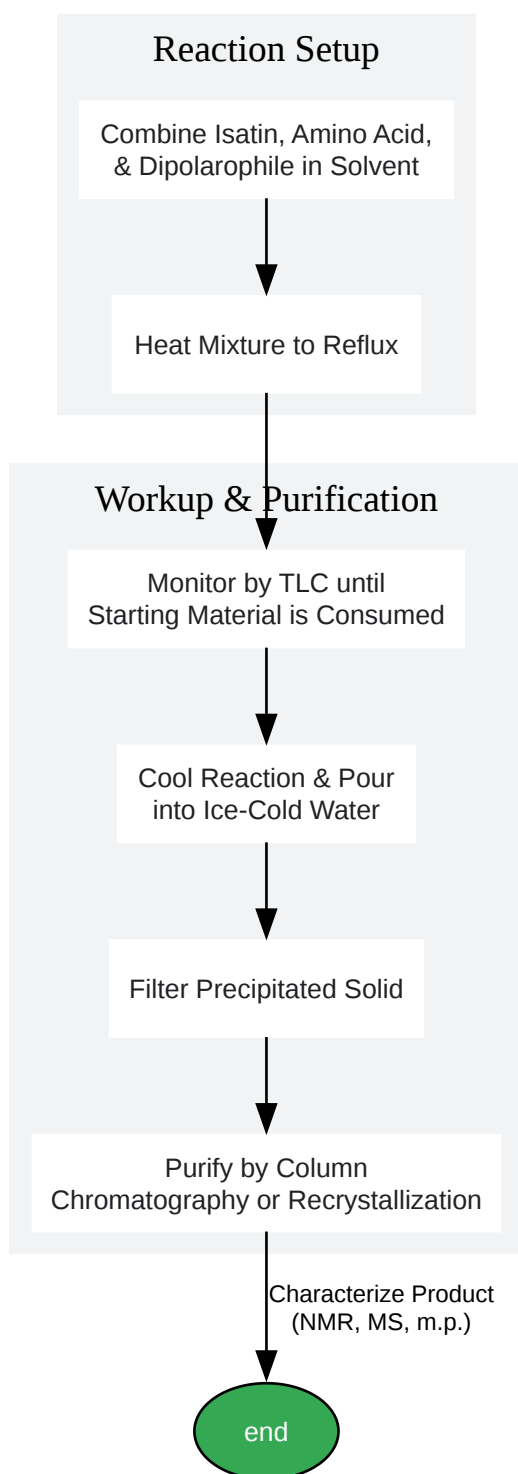 Reaction Setup
Combine Isatin, Amino Acid,
& Dipolarophile in Solvent
Heat Mixture to Reflux
Workup & Purification
Monitor by TLC until
Starting Material is Consumed
Cool Reaction & Pour
into Ice-Cold Water
Filter Precipitated Solid
Purify by Column
Chromatography or Recrystallization
Characterize Product
(NMR, MS, m.p.)
end